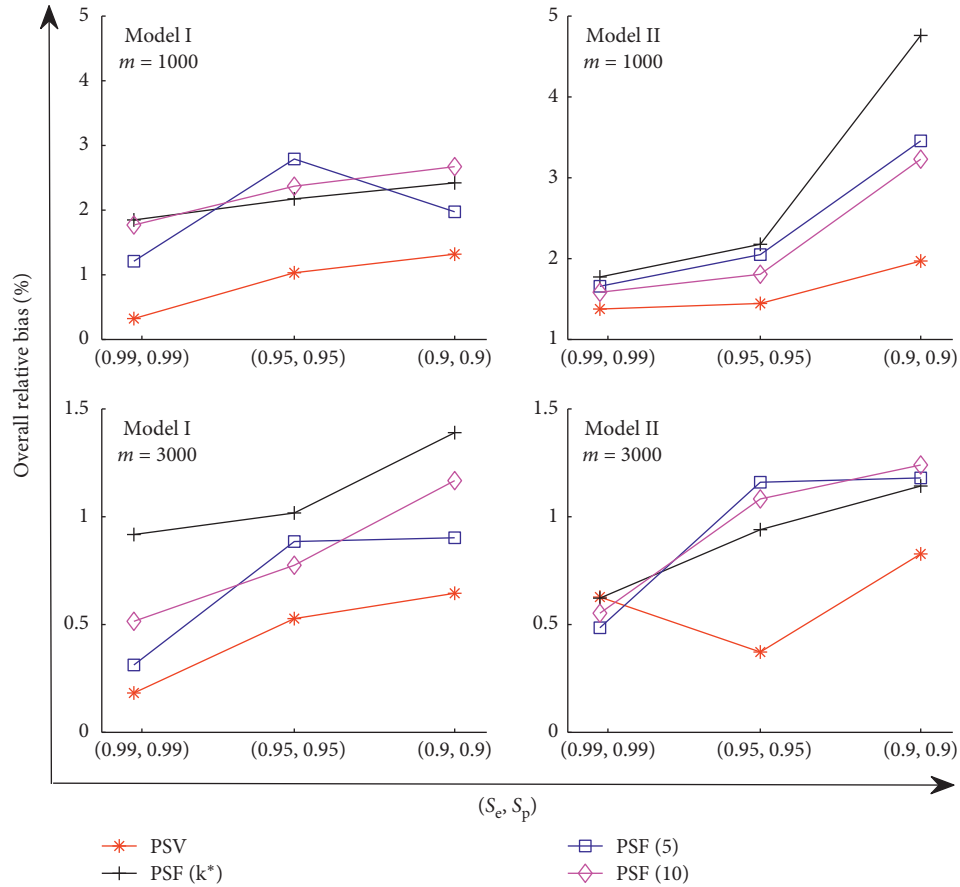 Overall relative bias (%)
Model I
m = 1000
5
4
3
2
1
0
(0.99, 0.99) (0.95, 0.95) (0.9, 0.9)
Model II
m = 1000
5
4
3
2
1
(0.99, 0.99) (0.95, 0.95) (0.9, 0.9)
Model I
m = 3000
1.5
1
0.5
0
(0.99, 0.99) (0.95, 0.95) (0.9, 0.9)
Model II
m = 3000
1.5
1
0.5
0
(0.99, 0.99) (0.95, 0.95) (0.9, 0.9)
(Se, Sp)
PSV
PSF (k*)
PSF (5)
PSF (10)